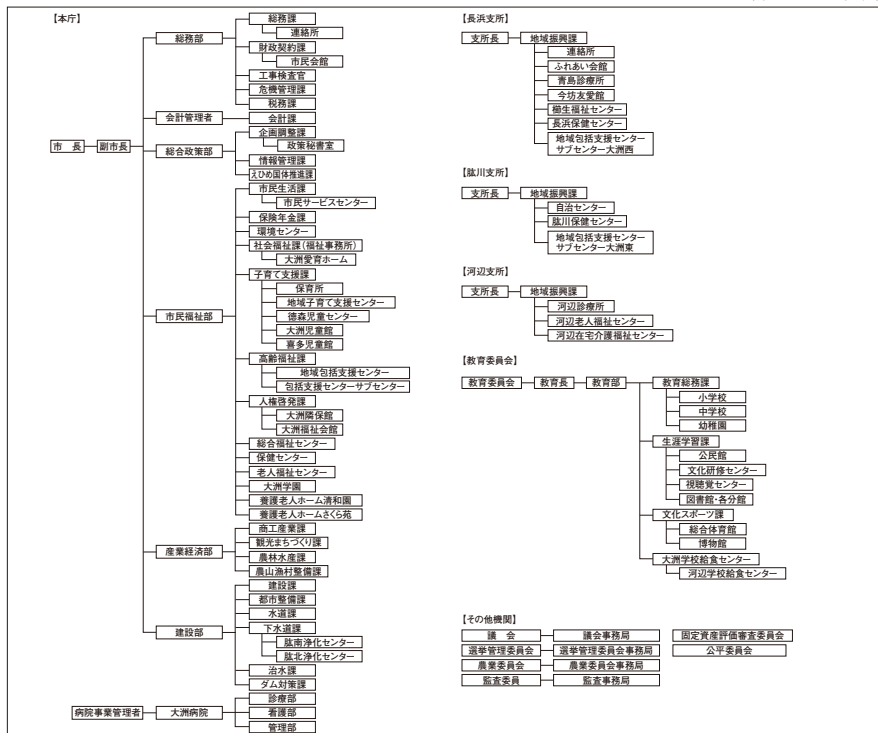 【本庁】
市　長
副市長
総務部
総務課
連絡所
財政契約課
市民会館
工事検査官
危機管理課
税務課
会計管理者
会計課
総合政策部
企画調整課
政策秘書室
情報管理課
えひめ国体推進課
市民福祉部
市民生活課
市民サービスセンター
保険年金課
環境センター
社会福祉課（福祉事務所）
大洲愛育ホーム
子育て支援課
保育所
地域子育て支援センター
徳森児童センター
大洲児童館
喜多児童館
高齢福祉課
地域包括支援センター
包括支援センターサブセンター
人権啓発課
大洲隣保館
大洲福祉会館
総合福祉センター
保健センター
老人福祉センター
大洲学園
養護老人ホーム清和園
養護老人ホームさくら苑
産業経済部
商工産業課
観光まちづくり課
農林水産課
農山漁村整備課
建設部
建設課
都市整備課
水道課
下水道課
肱南浄化センター
肱北浄化センター
治水課
ダム対策課
病院事業管理者
大洲病院
診療部
看護部
管理部
【長浜支所】
支所長
地域振興課
連絡所
ふれあい会館
青島診療所
今坊友愛館
櫛生福祉センター
長浜保健センター
地域包括支援センター
サブセンター大洲西
【肱川支所】
支所長
地域振興課
自治センター
肱川保健センター
地域包括支援センター
サブセンター大洲東
【河辺支所】
支所長
地域振興課
河辺診療所
河辺老人福祉センター
河辺在宅介護福祉センター
【教育委員会】
教育委員会
教育長
教育部
教育総務課
小学校
中学校
幼稚園
生涯学習課
公民館
文化研修センター
視聴覚センター
図書館・各分館
文化スポーツ課
総合体育館
博物館
大洲学校給食センター
河辺学校給食センター
【その他機関】
議　会
議会事務局
固定資産評価審査委員会
選挙管理委員会
選挙管理委員会事務局
公平委員会
農業委員会
農業委員会事務局
監査委員
監査事務局